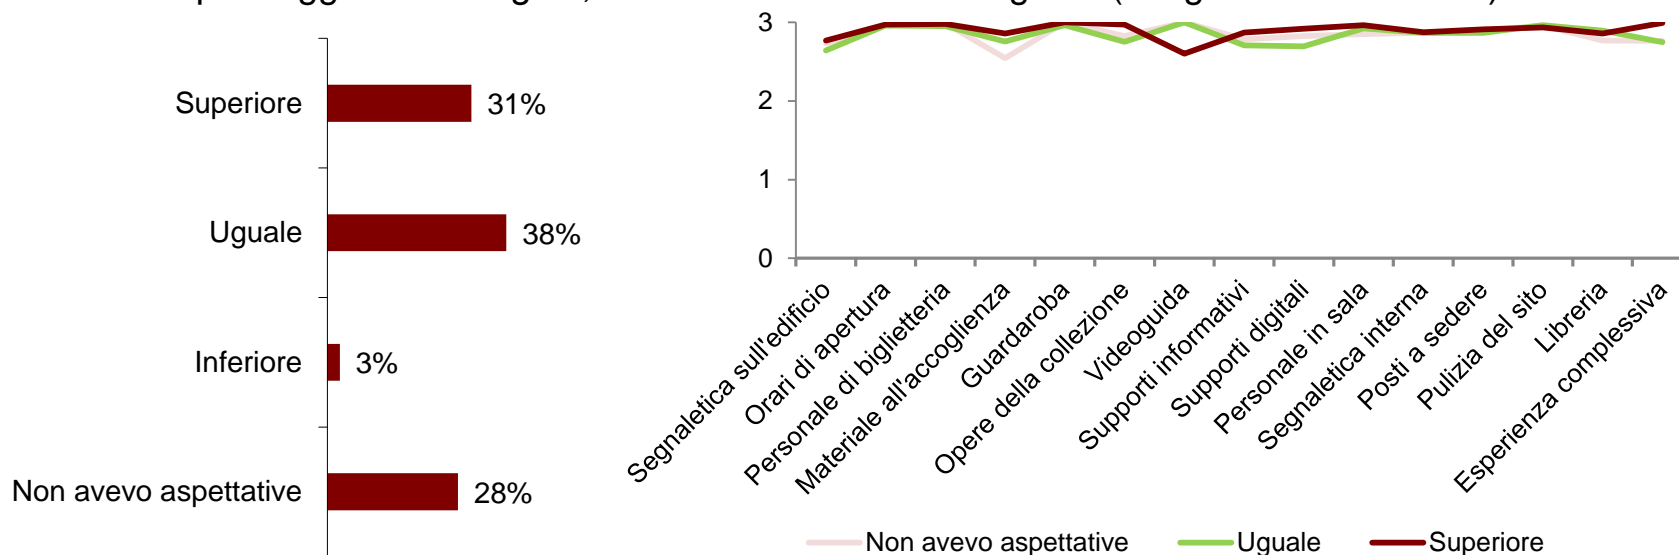 Superiore
31%
Uguale
38%
Inferiore
3%
Non avevo aspettative
28%
3
2
1
0
Segnaletica sull'edificio
Orari di apertura
Personale di biglietteria
Materiale all'accoglienza
Guardaroba
Opere della collezione
Videoguida
Supporti informativi
Supporti digitali
Personale in sala
Segnaletica interna
Posti a sedere
Pulizia del sito
Libreria
Esperienza complessiva
Non avevo aspettative
Uguale
Superiore